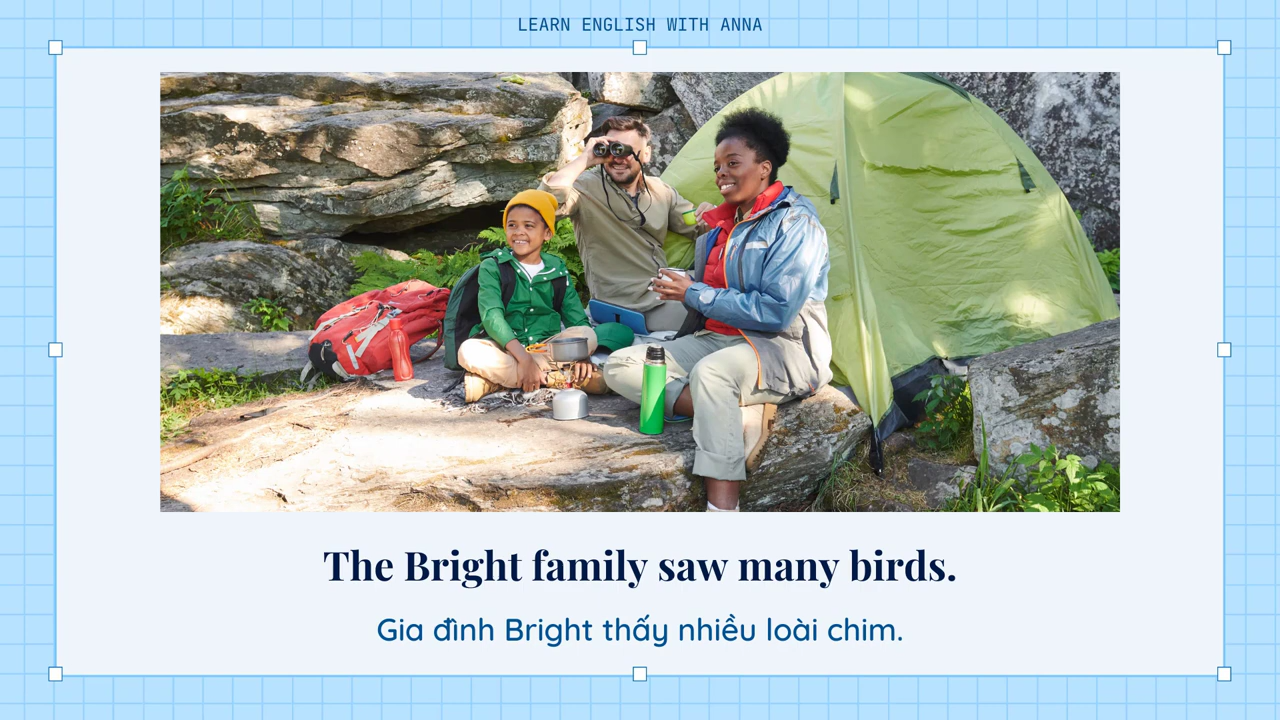 LEARN ENGLISH WITH ANNA
The Bright family saw many birds.
Gia đình Bright thấy nhiều loài chim.